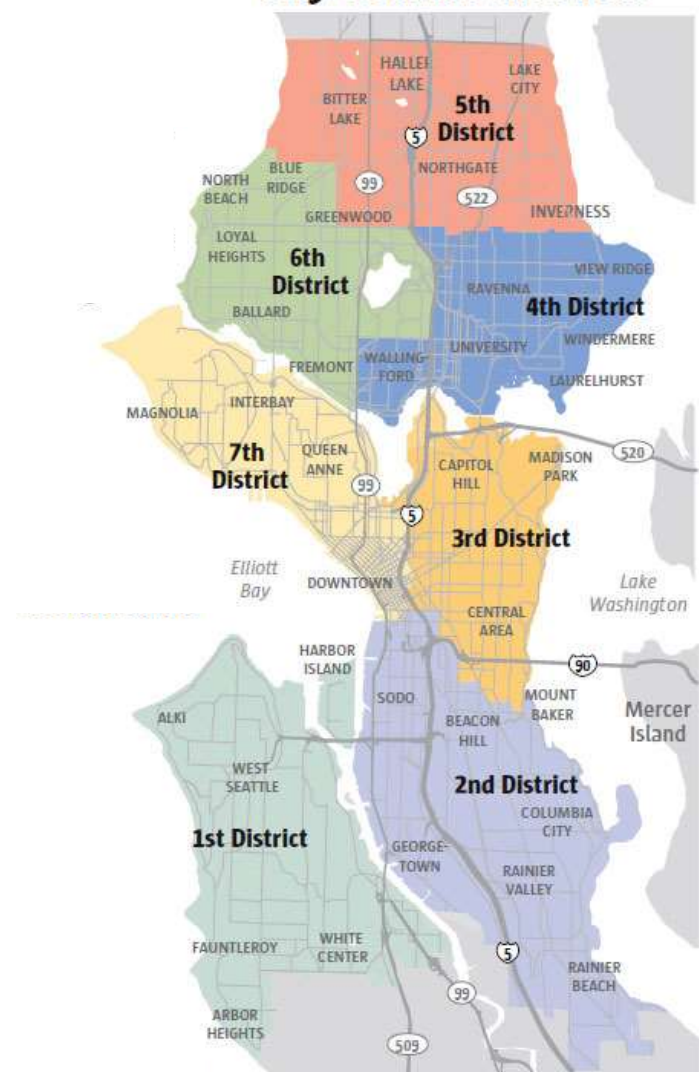 HALLER
LAKE
LAKE
CITY
BITTER
LAKE
5th
District
5
NORTHGATE
99
522
INVERNESS
BLUE
RIDGE
NORTH
BEACH
GREENWOOD
LOYAL
HEIGHTS
6th
District
BALLARD
VIEW RIDGE
RAVENNA
4th District
WINDERMERE
UNIVERSITY
WALLING-
FORD
LAURELHURST
FREMONT
INTERBAY
MAGNOLIA
7th
District
QUEEN
ANNE
99
CAPITOL
HILL
MADISON
PARK
520
5
3rd District
Elliott
Bay
DOWNTOWN
Lake
Washington
CENTRAL
AREA
HARBOR
ISLAND
90
SODO
MOUNT
BAKER
Mercer
Island
ALKI
BEACON
HILL
WEST
SEATTLE
2nd District
COLUMBIA
CITY
1st District
GEORGE-
TOWN
RAINIER
VALLEY
FAUNTLEROY
WHITE
CENTER
5
RAINIER
BEACH
99
ARBOR
HEIGHTS
509